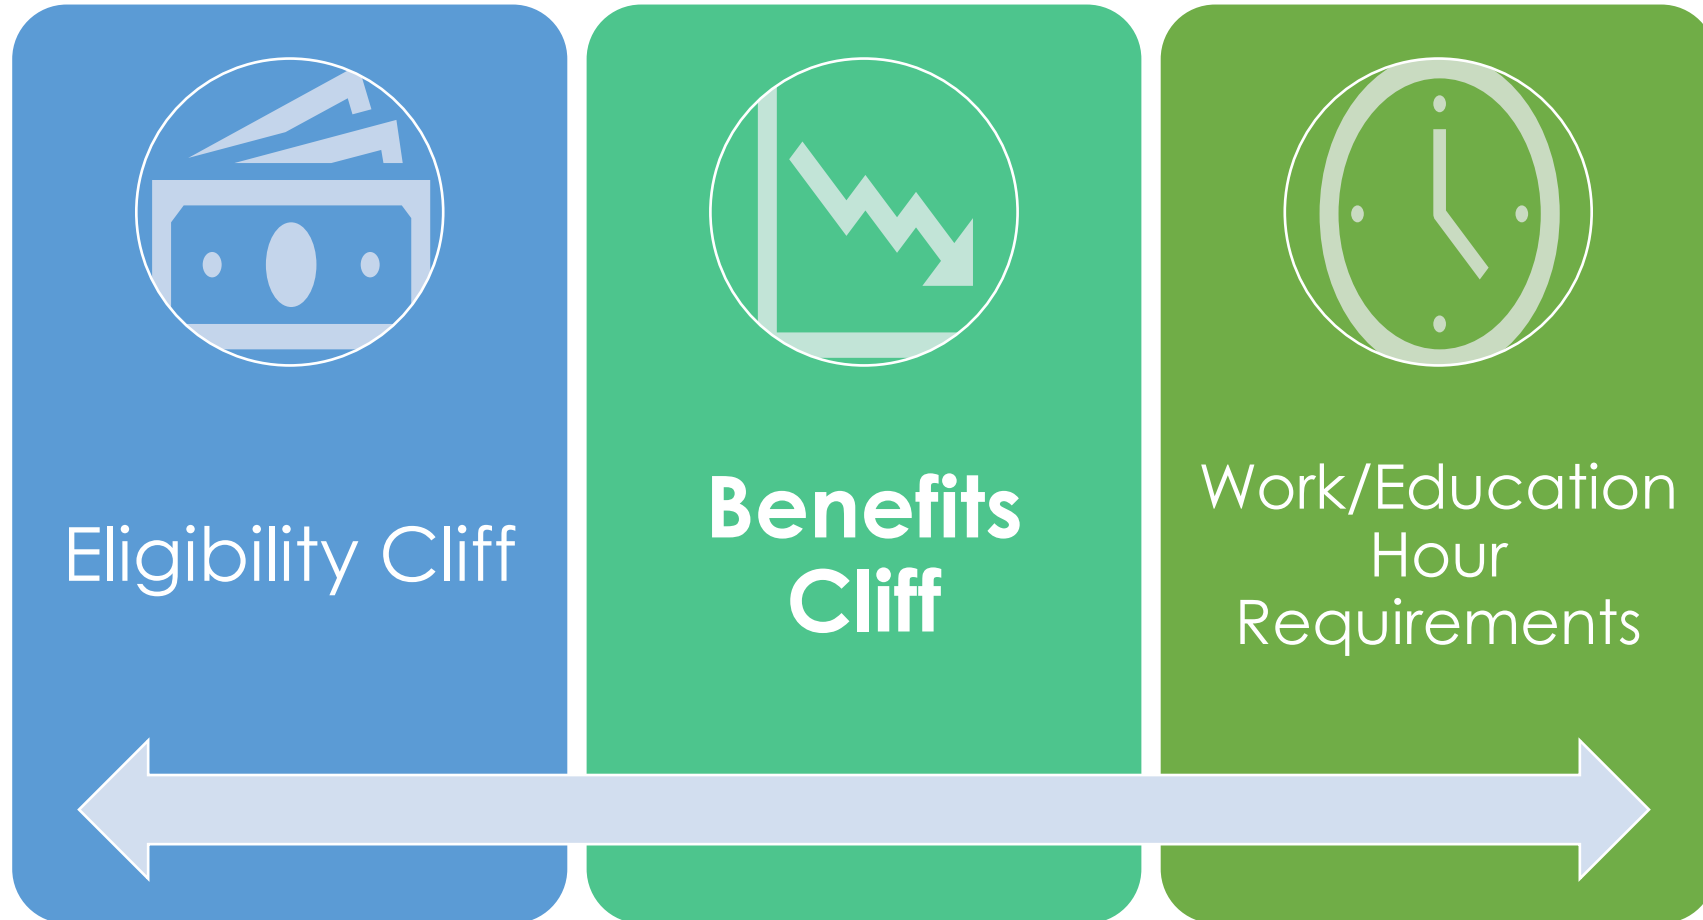 Eligibility Cliff
Benefits
Cliff
Work/Education
Hour
Requirements